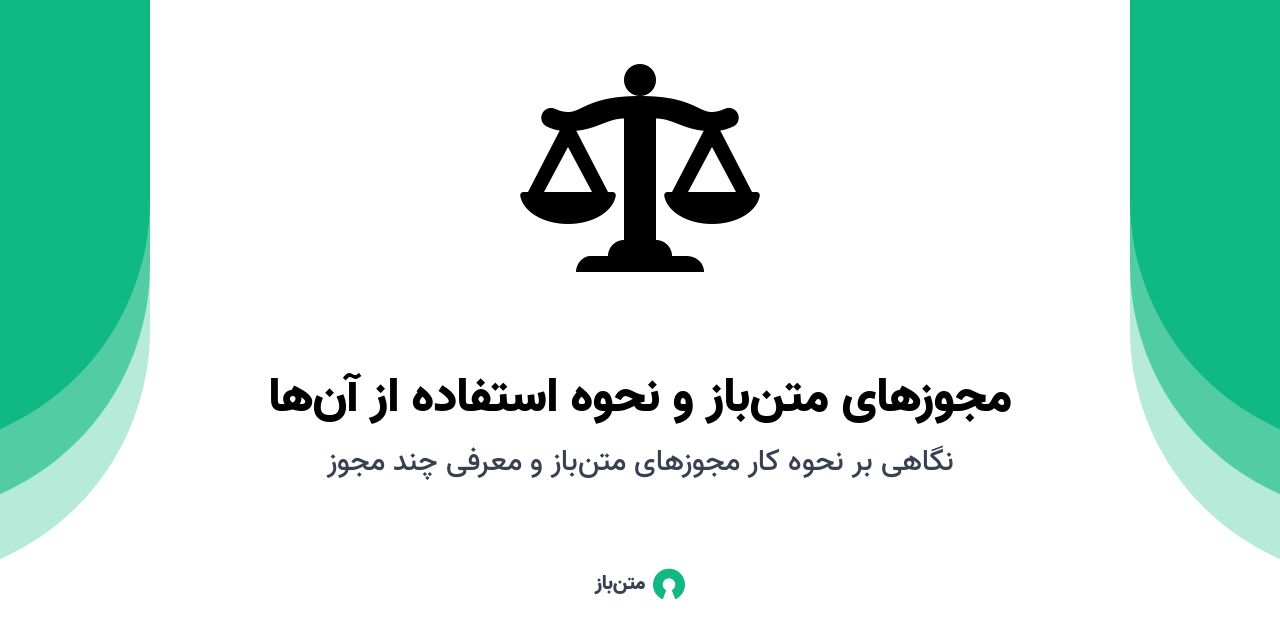 مجوزهای متن‌باز و نحوه استفاده از آن‌ها
نگاهی بر نحوه کار مجوزهای متن‌باز و معرفی چند مجوز
متن‌باز